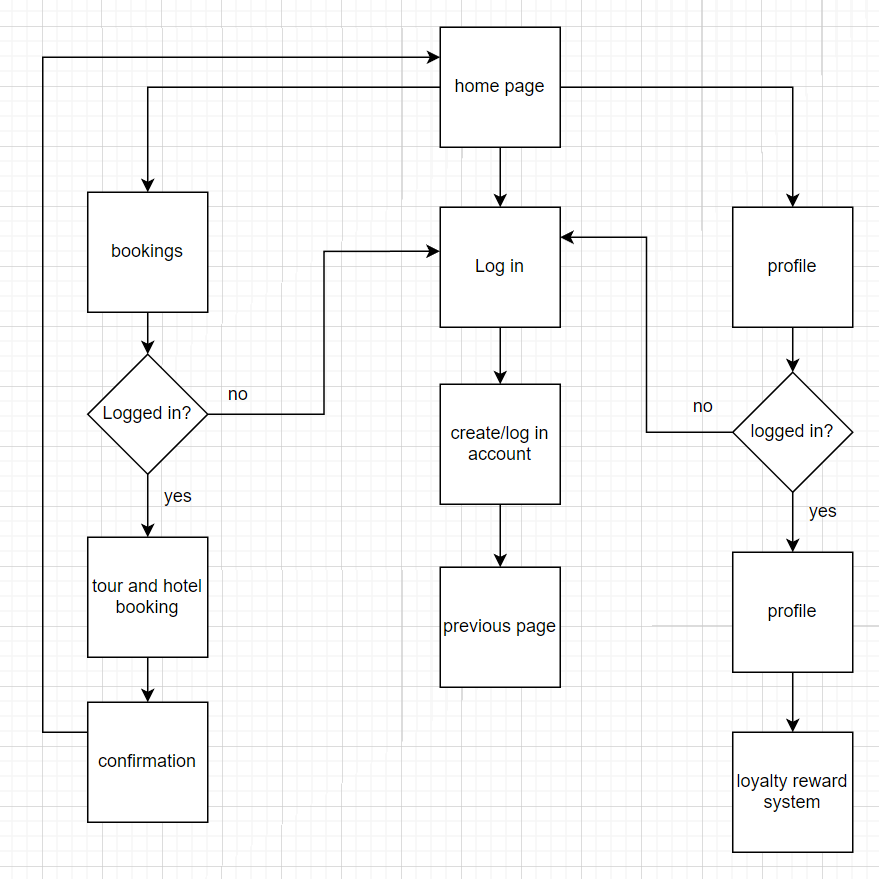 home page
bookings
Log in
profile
Logged in?
no
create/log in
account
no
logged in?
yes
yes
tour and hotel
booking
previous page
profile
confirmation
loyalty reward
system